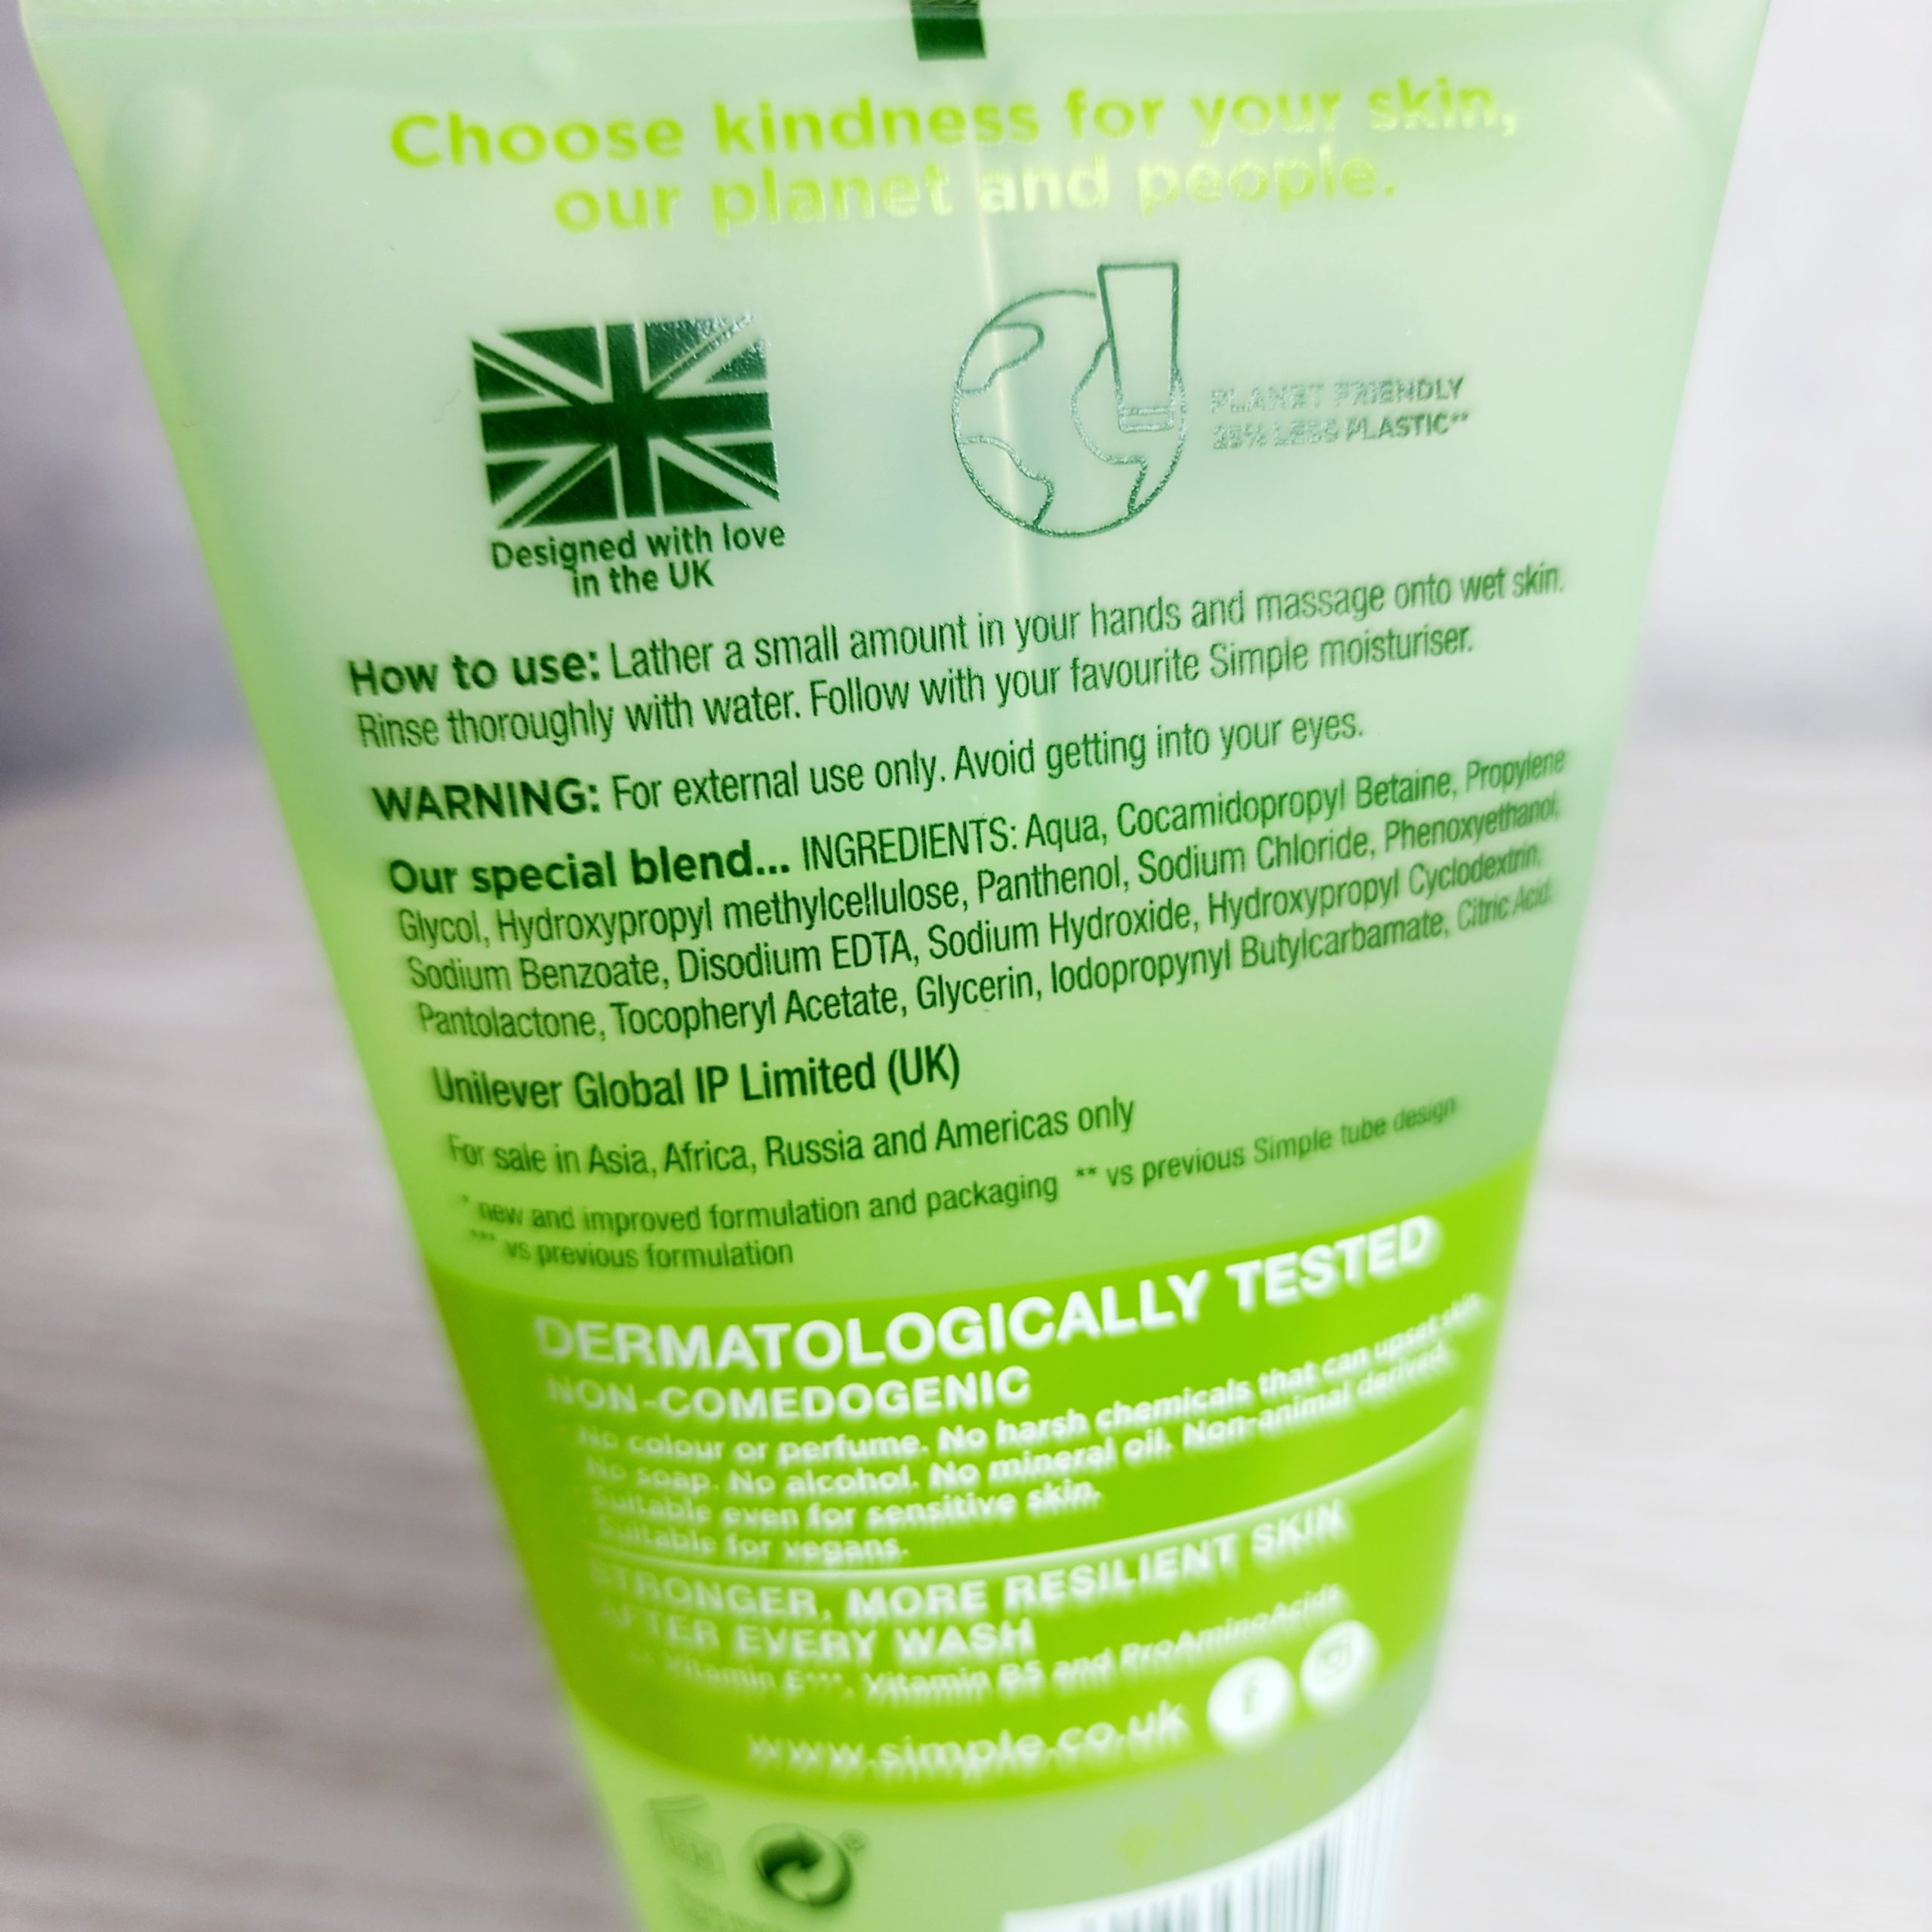 Choose kindness for your skin,
our planet and people.
Designed with love
in the UK
PLANET FRIENDLY
25% LESS PLASTIC**
How to use: Lather a small amount in your hands and massage onto wet skin.
Rinse thoroughly with water. Follow with your favourite Simple moisturiser.
WARNING: For external use only. Avoid getting into your eyes.
Our special blend... INGREDIENTS: Aqua, Cocamidopropyl Betaine, Propylene
Glycol, Hydroxypropyl methylcellulose, Panthenol, Sodium Chloride, Phenoxyethanol,
Sodium Benzoate, Disodium EDTA, Sodium Hydroxide, Hydroxypropyl Cyclodextrin,
Pantolactone, Tocopheryl Acetate, Glycerin, Iodopropynyl Butylcarbamate, Citric Acid.
Unilever Global IP Limited (UK)
For sale in Asia, Africa, Russia and Americas only
* new and improved formulation and packaging ** vs previous Simple tube design
*** vs previous formulation
DERMATOLOGICALLY TESTED
NON-COMEDOGENIC
No colour or perfume. No harsh chemicals that can upset skin.
No soap. No alcohol. No mineral oil. Non-animal derived.
Suitable even for sensitive skin.
Suitable for vegans.
STRONGER, MORE RESILIENT SKIN
AFTER EVERY WASH
Vitamin E***, Vitamin B5 and ProAminoAcids
www.simple.co.uk
f